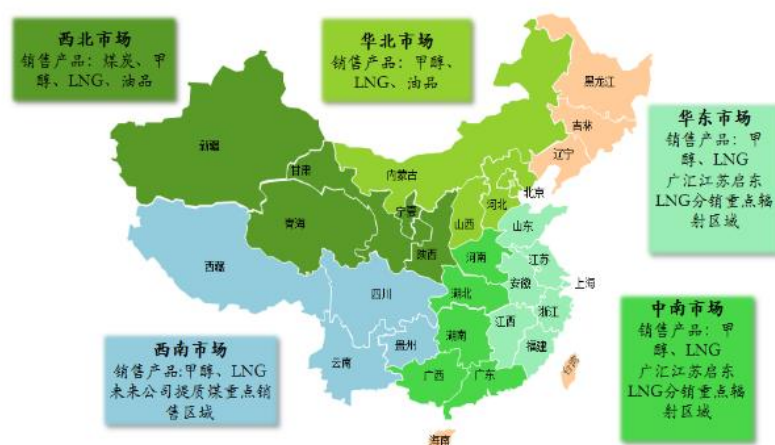 西北市场
销售产品：煤炭、甲
醇、LNG、油品
华北市场
销售产品：甲醇、
LNG、油品
华东市场
销售产品：甲
醇、LNG
广汇江苏启东
LNG分销重点辐
射区域
中南市场
销售产品：甲
醇、LNG
广汇江苏启东
LNG分销重点辐
射区域
西南市场
销售产品:甲醇、LNG
未来公司提质煤重点销
售区域
黑龙江
吉林
辽宁
新疆
甘肃
内蒙古
北京
河北
山西
宁夏
青海
陕西
山东
河南
江苏
安徽
上海
西藏
四川
湖北
浙江
江西
湖南
贵州
福建
云南
广西
广东
台湾
海南